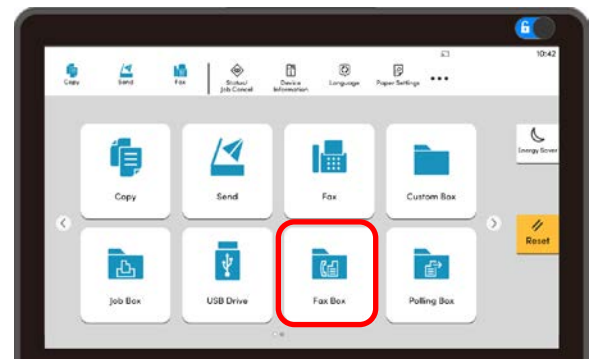 10:42
Copy Send Fax Status/ Job Cancel Device Information Language Paper Settings
Energy Saver
Copy Send Fax Custom Box
Reset
Job Box USB Drive Fax Box Polling Box